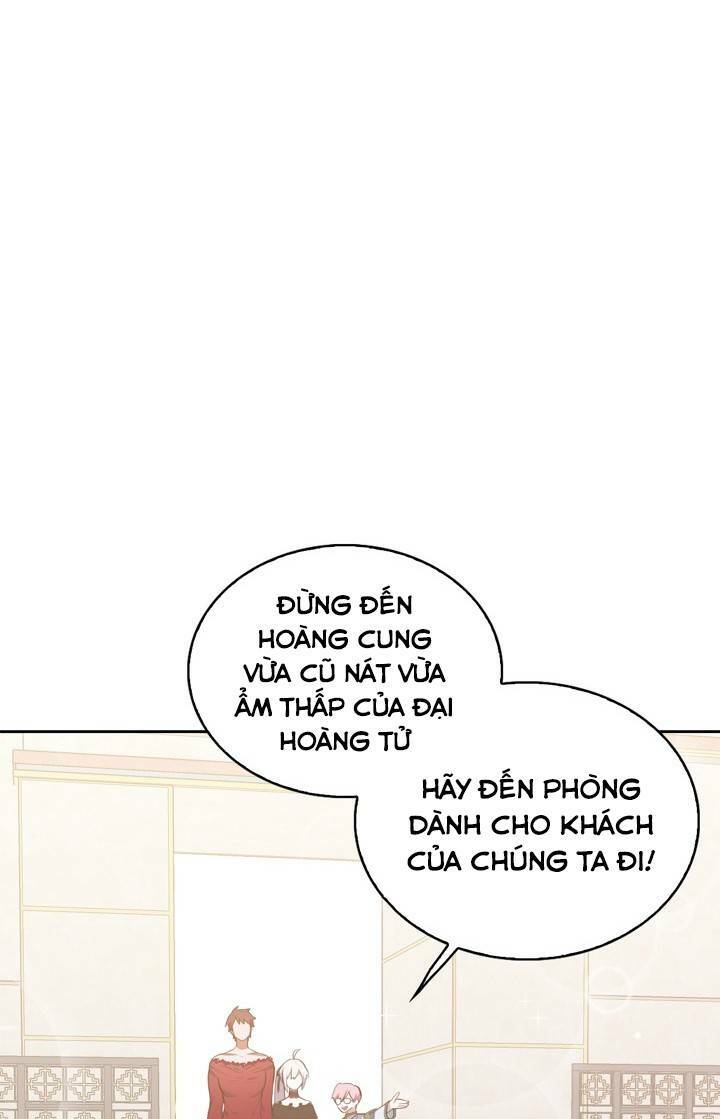 ĐỪNG ĐẾN
HOÀNG CUNG
VỪA CŨ NÁT VỪA
ẨM THẤP CỦA ĐẠI
HOÀNG TỬ
HÃY ĐẾN PHÒNG
DÀNH CHO KHÁCH
CỦA CHÚNG TA ĐI!